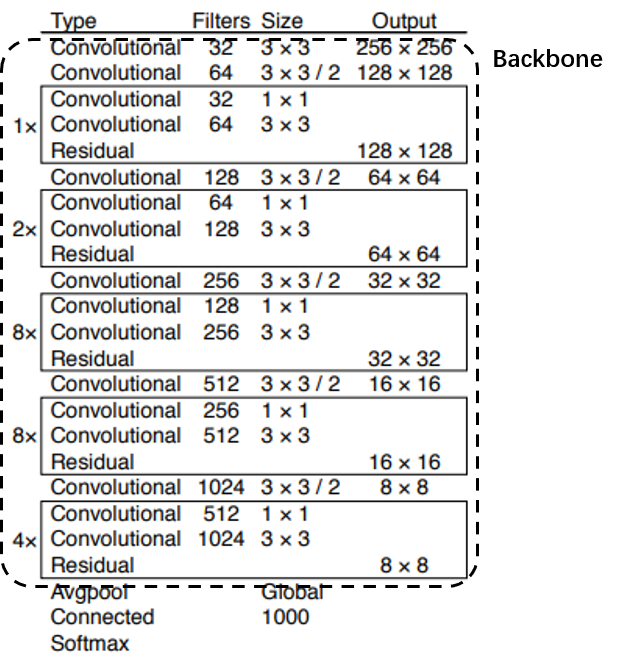 Type Filters Size Output
Convolutional 32 3 × 3 256 × 256
Backbone
Convolutional 64 3 × 3 / 2 128 × 128
Convolutional 32 1 × 1
1× Convolutional 64 3 × 3
Residual 128 × 128
Convolutional 128 3 × 3 / 2 64 × 64
Convolutional 64 1 × 1
2× Convolutional 128 3 × 3
Residual 64 × 64
Convolutional 256 3 × 3 / 2 32 × 32
Convolutional 128 1 × 1
8× Convolutional 256 3 × 3
Residual 32 × 32
Convolutional 512 3 × 3 / 2 16 × 16
Convolutional 256 1 × 1
8× Convolutional 512 3 × 3
Residual 16 × 16
Convolutional 1024 3 × 3 / 2 8 × 8
Convolutional 512 1 × 1
4× Convolutional 1024 3 × 3
Residual 8 × 8
Avgpool Global
Connected 1000
Softmax